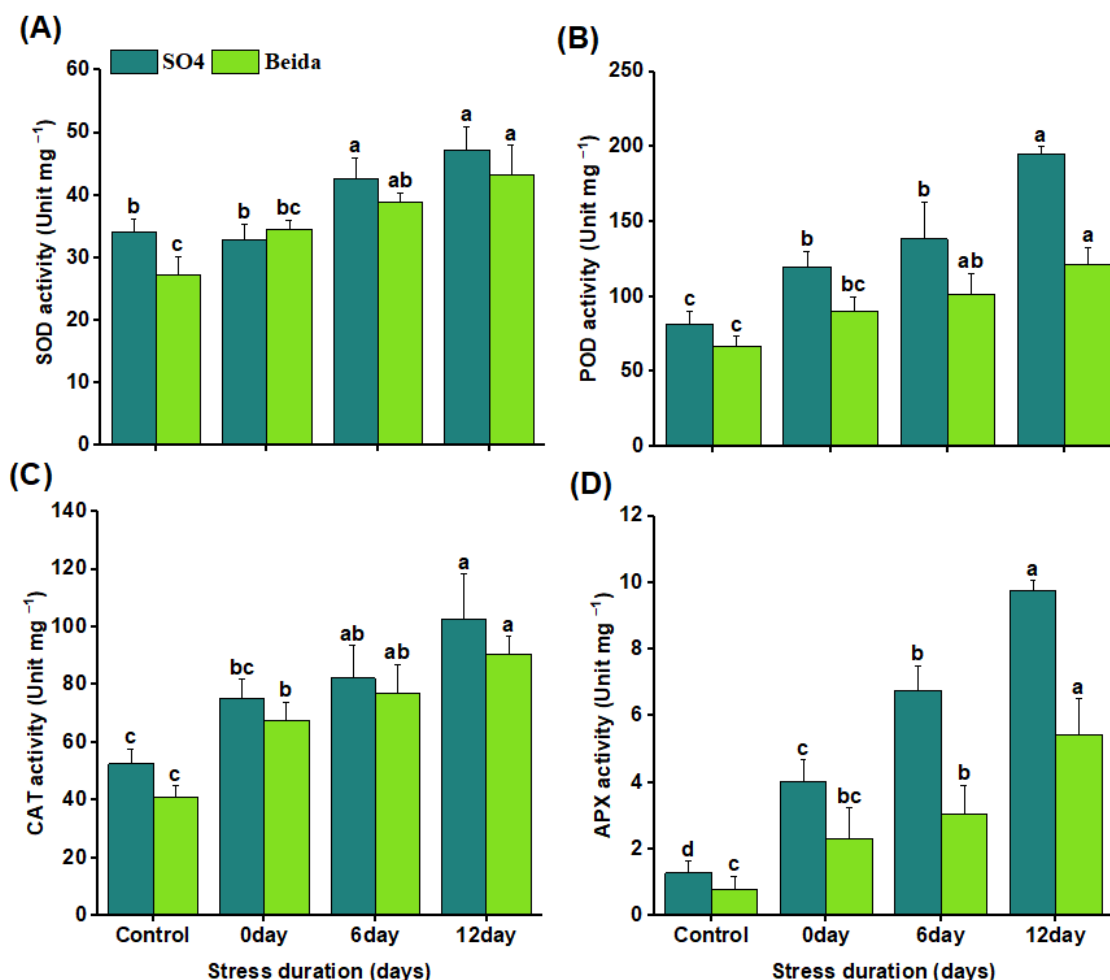 (A)
SO4 Beida
SOD activity (Unit mg −1)
60
50
40
30
20
10
0
b c b bc a ab a a
(B)
POD activity (Unit mg −1)
250
200
150
100
50
0
c c b bc b ab a a
(C)
CAT activity (Unit mg −1)
140
120
100
80
60
40
20
0
c c bc b ab ab a a
Control 0day 6day 12day
Stress duration (days)
(D)
APX activity (Unit mg −1)
12
10
8
6
4
2
0
d c c bc b b a a
Control 0day 6day 12day
Stress duration (days)